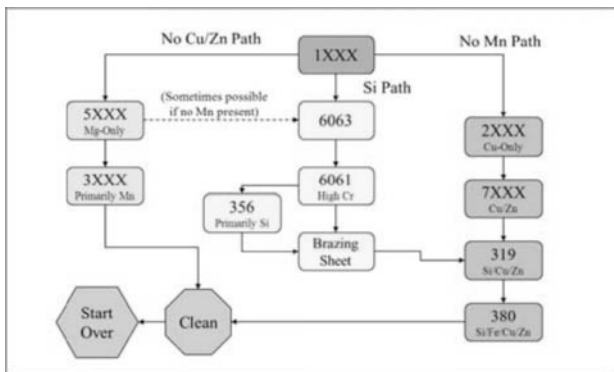 No Cu/Zn Path
1XXX
No Mn Path
Si Path
(Sometimes possible
if no Mn present)
5XXX
Mg-Only
6063
2XXX
Cu-Only
3XXX
Primarily Mn
6061
High Cr
7XXX
Cu/Zn
356
Primarily Si
Brazing
Sheet
319
Si/Cu/Zn
Start
Over
Clean
380
Si/Fe/Cu/Zn